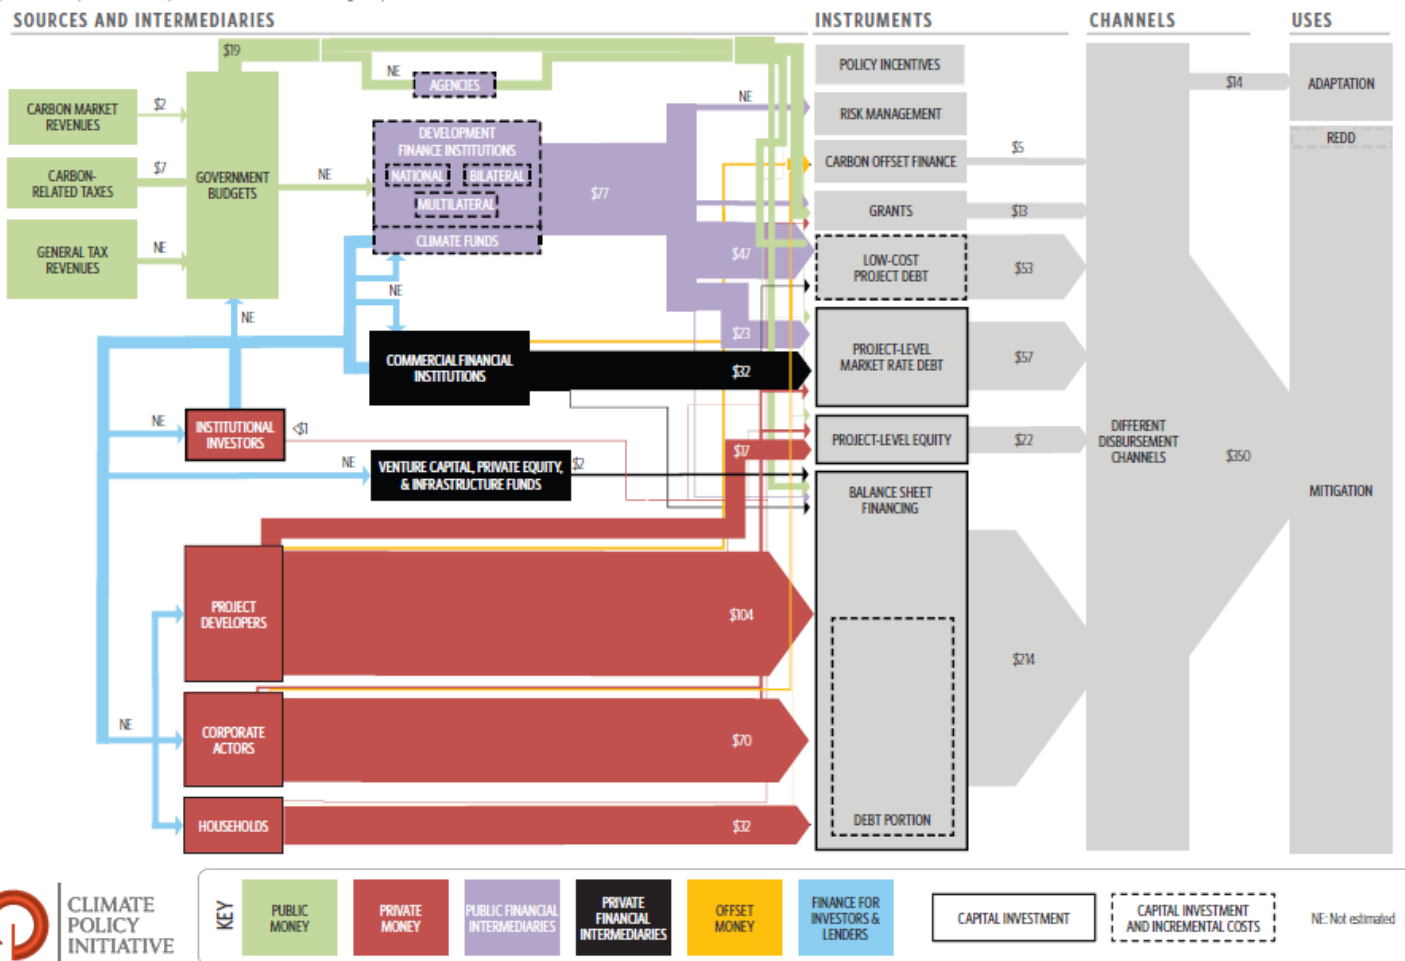 SOURCES AND INTERMEDIARIES
INSTRUMENTS
CHANNELS
USES
$19
NE
AGENCIES
CARBON MARKET
REVENUES
$2
CARBON-
RELATED TAXES
$7
GENERAL TAX
REVENUES
NE
GOVERNMENT
BUDGETS
NE
DEVELOPMENT
FINANCE INSTITUTIONS
NATIONAL
BILATERAL
MULTILATERAL
CLIMATE FUNDS
$77
NE
$47
$23
NE
NE
COMMERCIAL FINANCIAL
INSTITUTIONS
$32
NE
INSTITUTIONAL
INVESTORS
<$1
NE
VENTURE CAPITAL, PRIVATE EQUITY,
& INFRASTRUCTURE FUNDS
$2
$17
PROJECT
DEVELOPERS
$104
NE
CORPORATE
ACTORS
$70
HOUSEHOLDS
$32
POLICY INCENTIVES
RISK MANAGEMENT
CARBON OFFSET FINANCE
$5
GRANTS
$13
LOW-COST
PROJECT DEBT
$53
PROJECT-LEVEL
MARKET RATE DEBT
$57
PROJECT-LEVEL EQUITY
$22
BALANCE SHEET
FINANCING
$214
DEBT PORTION
DIFFERENT
DISBURSEMENT
CHANNELS
$14
$350
ADAPTATION
REDD
MITIGATION
CLIMATE
POLICY
INITIATIVE
KEY
PUBLIC
MONEY
PRIVATE
MONEY
PUBLIC FINANCIAL
INTERMEDIARIES
PRIVATE
FINANCIAL
INTERMEDIARIES
OFFSET
MONEY
FINANCE FOR
INVESTORS &
LENDERS
CAPITAL INVESTMENT
CAPITAL INVESTMENT
AND INCREMENTAL COSTS
NE: Not estimated